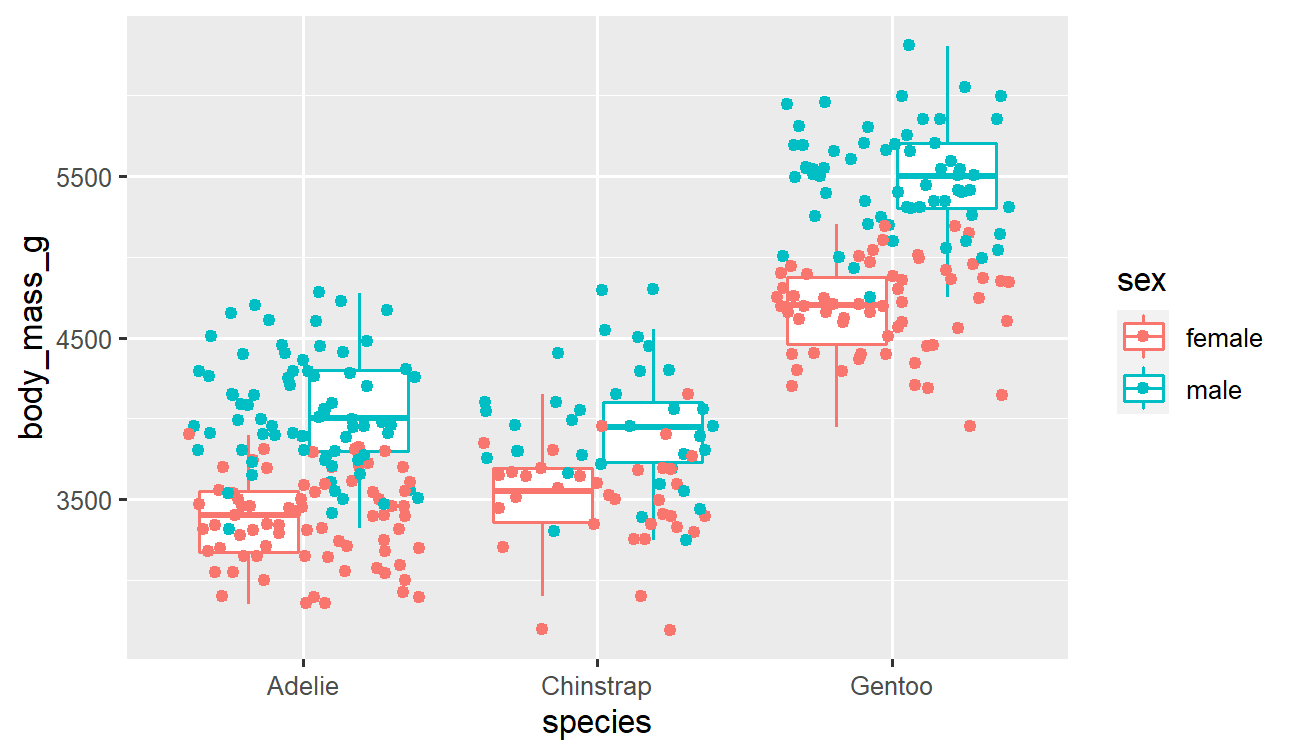 body_mass_g
5500
4500
3500
Adelie
Chinstrap
Gentoo
species
sex
female
male